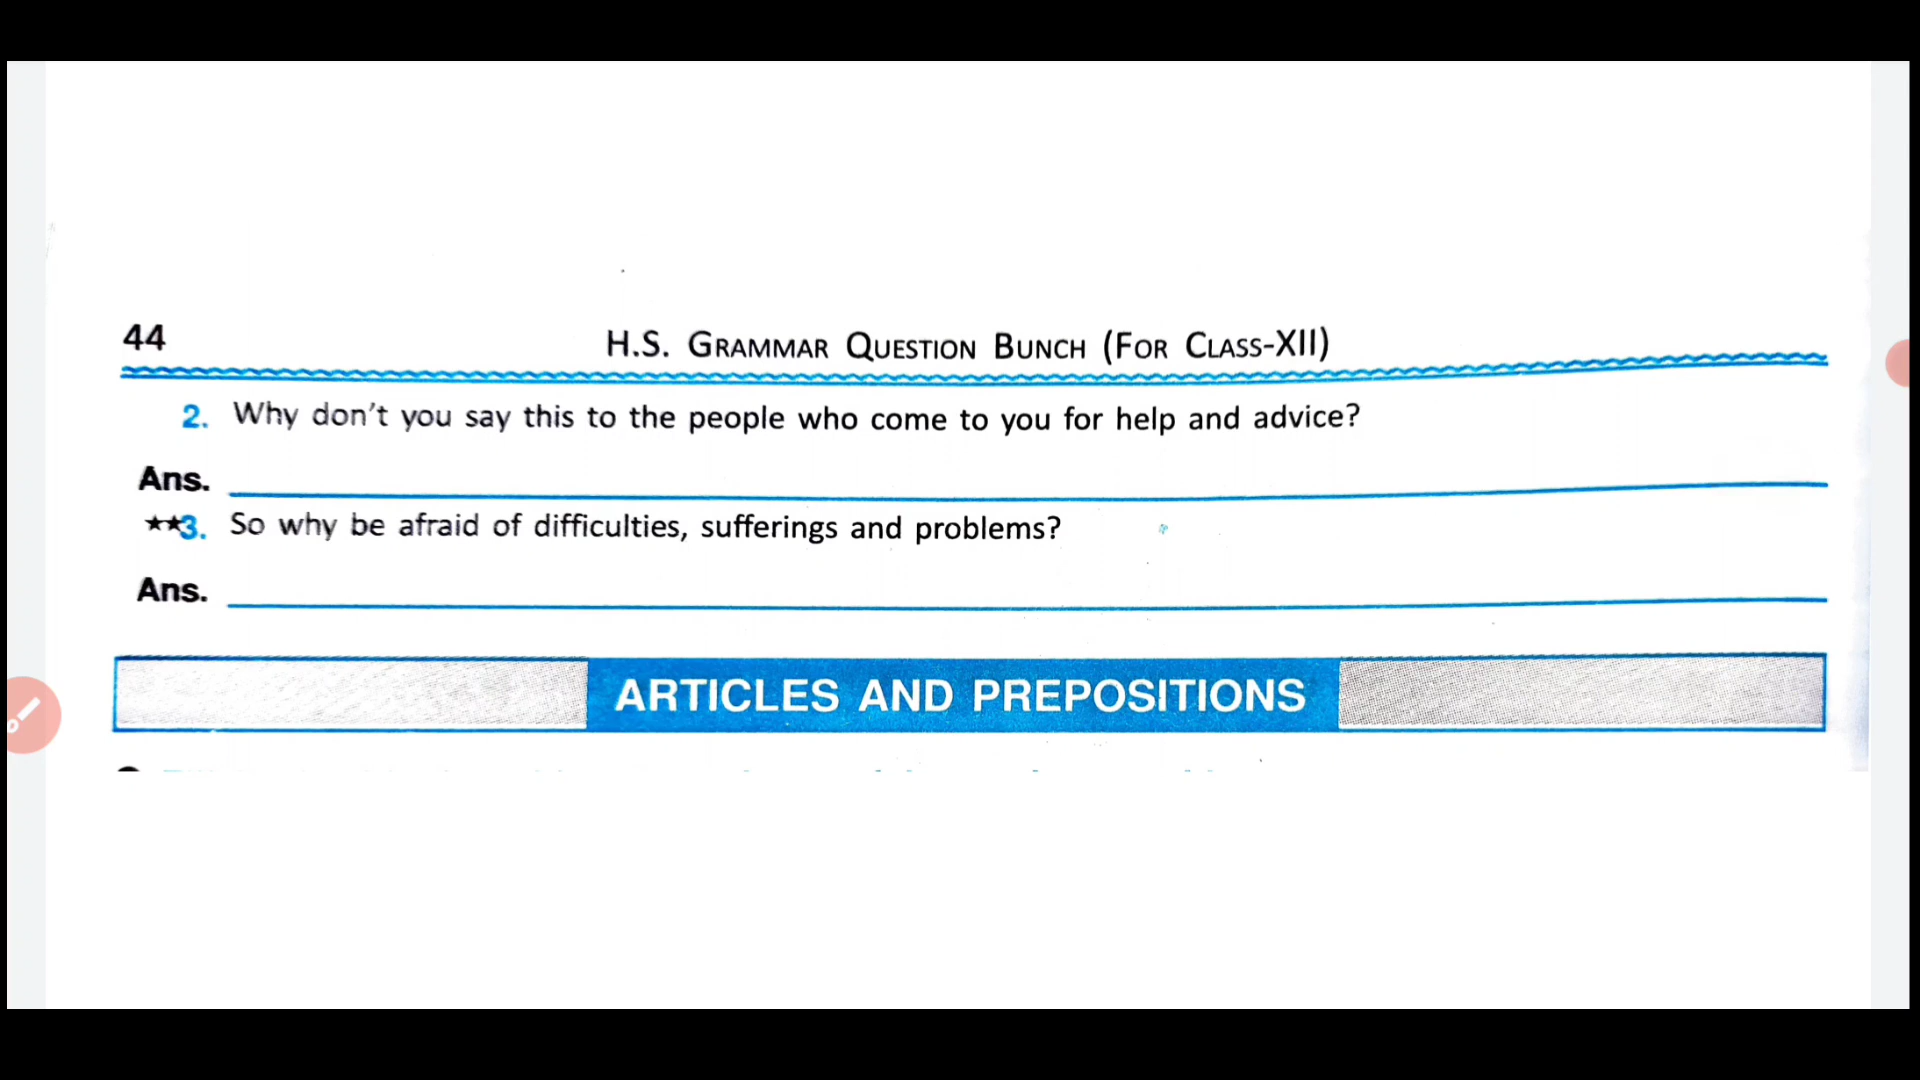 44
H.S. GRAMMAR QUESTION BUNCH (FOR CLASS-XII)
2. Why don't you say this to the people who come to you for help and advice?
Ans.
★★3. So why be afraid of difficulties, sufferings and problems?
Ans.
ARTICLES AND PREPOSITIONS